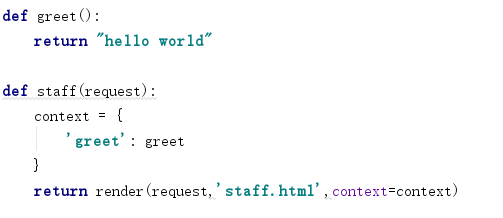 def greet():
    return "hello world"
def staff(request):
    context = {
        'greet': greet
    }
    return render(request,'staff.html',context=context)